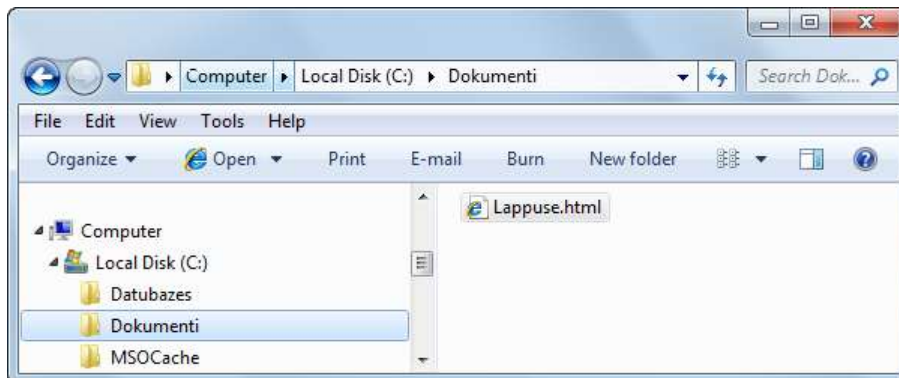 Computer Local Disk (C:) Dokumenti Search Dok...
File Edit View Tools Help
Organize Open Print E-mail Burn New folder
Lappuse.html
Computer
Local Disk (C:)
Datubazes
Dokumenti
MSOCache